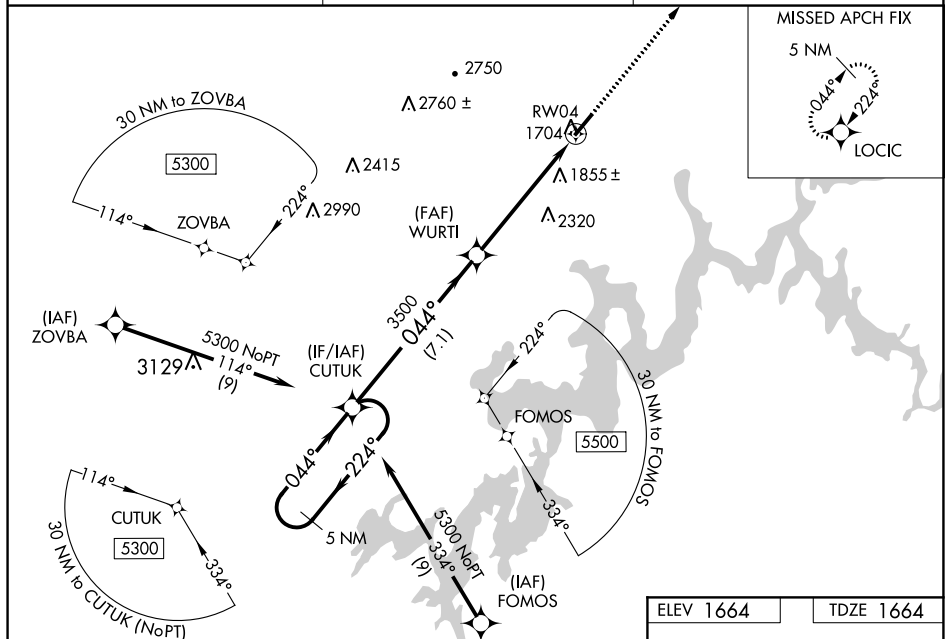 MISSED APCH FIX
5 NM
044°
224°
LOCIC
2750
2760 ±
RW04
1704
30 NM to ZOVBA
5300
2415
1855 ±
114°
ZOVBA
224°
2990
(FAF)
WURTI
2320
(IAF)
ZOVBA
5300 NoPT
114°
(9)
3129
(IF/IAF)
CUTUK
3500
044°
(7.1)
224°
FOMOS
5500
30 NM to FOMOS
334°
044°
224°
5 NM
114°
CUTUK
5300
334°
30 NM to CUTUK (NoPT)
5300 NoPT
334°
(9)
(IAF)
FOMOS
ELEV 1664
TDZE 1664